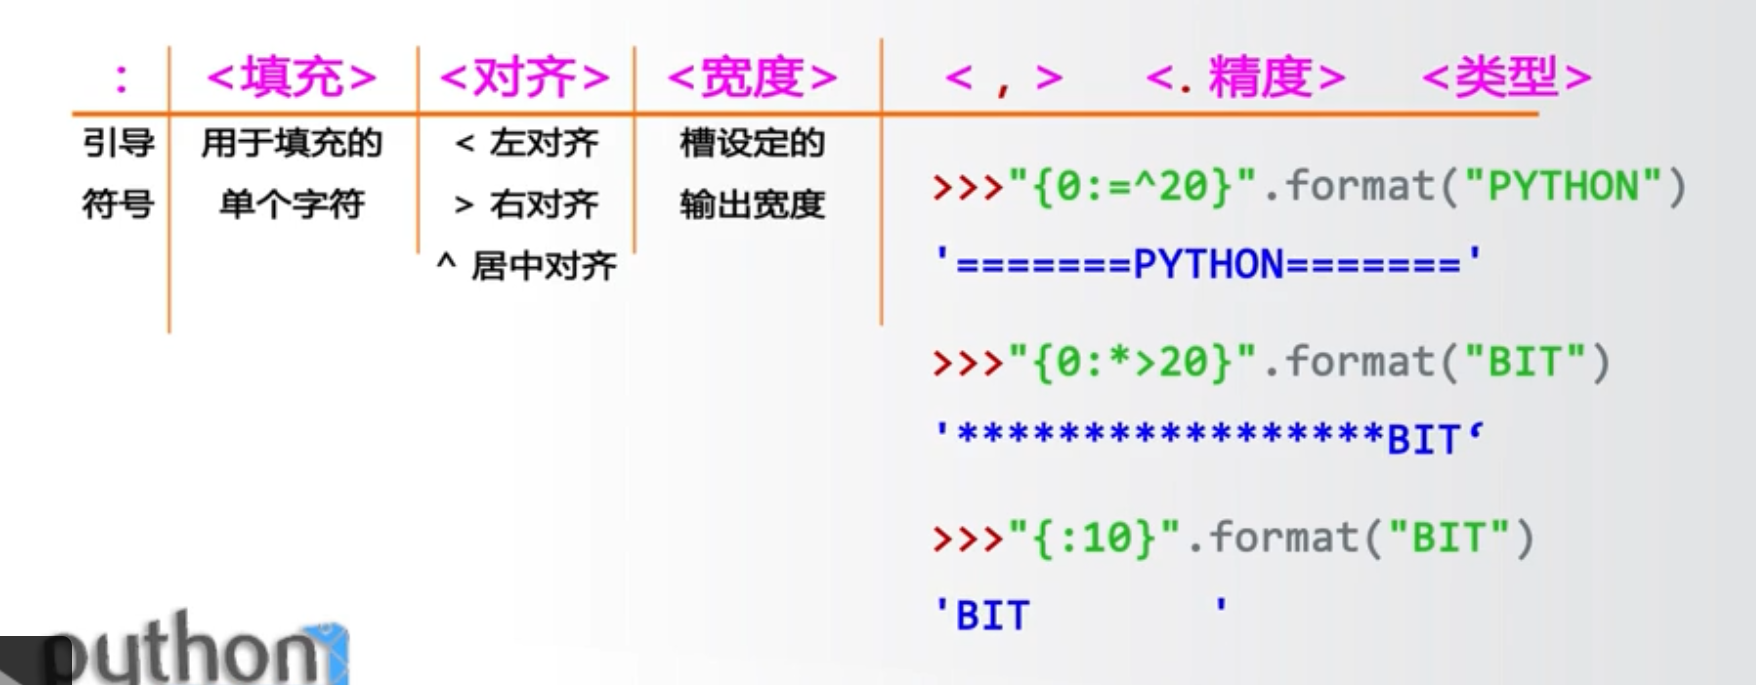 : <填充> <对齐> <宽度> <,> <.精度> <类型>
引导 用于填充的 < 左对齐 槽设定的
符号 单个字符 > 右对齐 输出宽度
^ 居中对齐
>>>"{0:=^20}".format("PYTHON")
'=======PYTHON======='
>>>"{0:*>20}".format("BIT")
'*****************BIT‘
>>>"{:10}".format("BIT")
'BIT       '
python